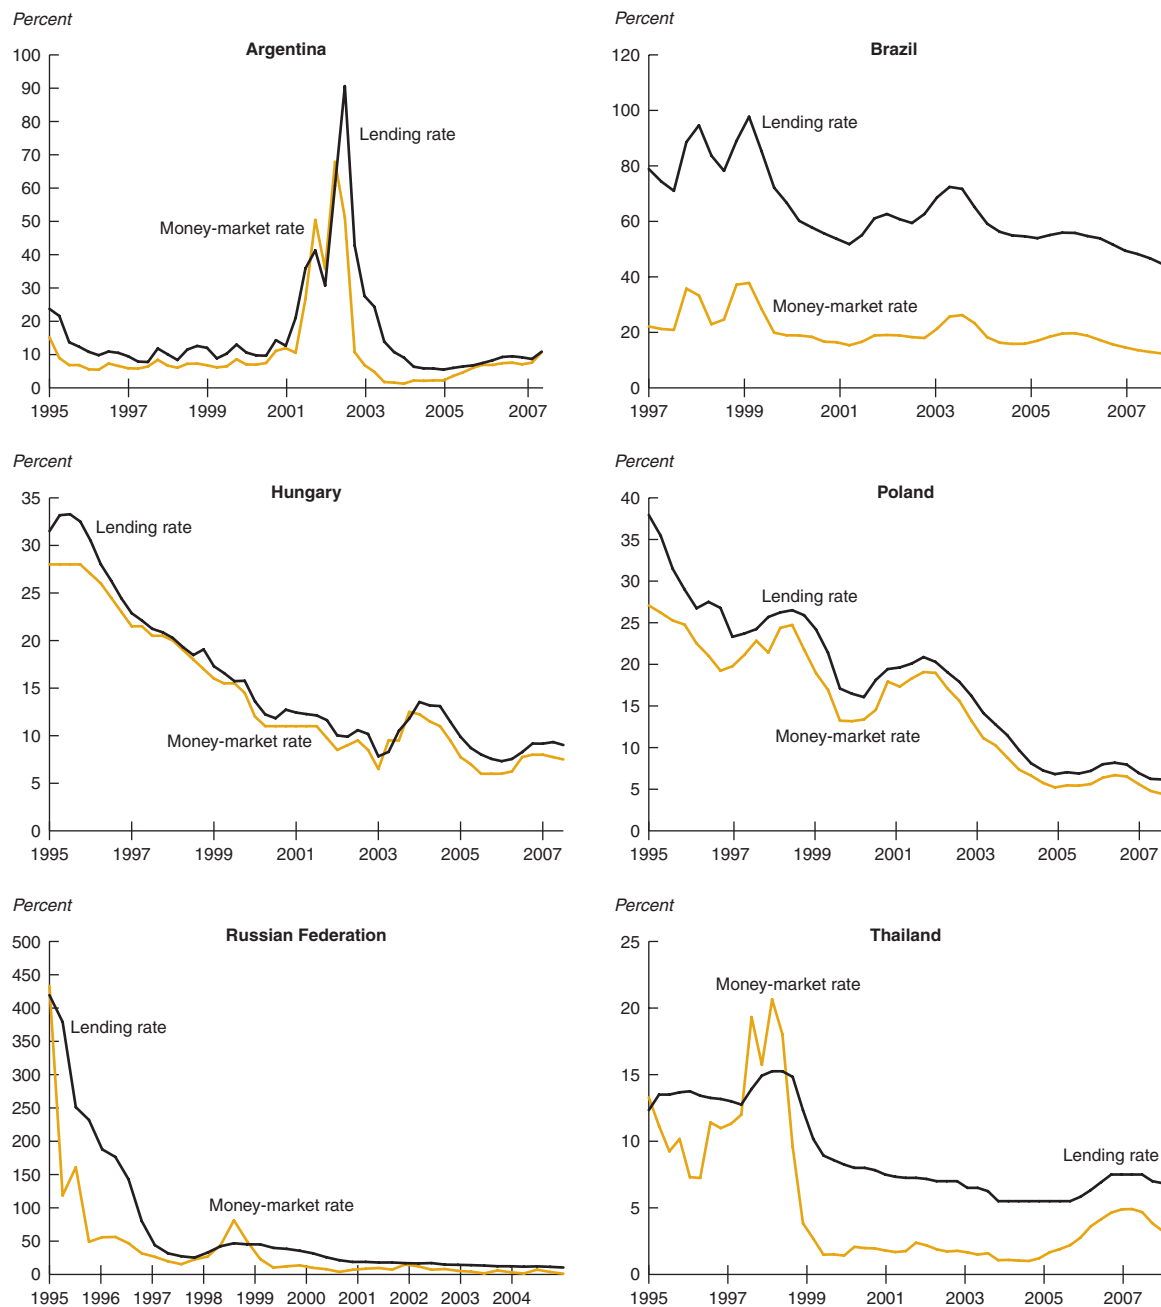 Percent
Argentina
100
90
80
70
60
50
40
30
20
10
0
Lending rate
Money-market rate
1995 1997 1999 2001 2003 2005 2007
Percent
Brazil
120
100
80
60
40
20
0
Lending rate
Money-market rate
1997 1999 2001 2003 2005 2007
Percent
Hungary
35
30
25
20
15
10
5
0
Lending rate
Money-market rate
1995 1997 1999 2001 2003 2005 2007
Percent
Poland
40
35
30
25
20
15
10
5
0
Lending rate
Money-market rate
1995 1997 1999 2001 2003 2005 2007
Percent
Russian Federation
500
450
400
350
300
250
200
150
100
50
0
Lending rate
Money-market rate
1995 1996 1997 1998 1999 2000 2001 2002 2003 2004
Percent
Thailand
25
20
15
10
5
0
Money-market rate
Lending rate
1995 1997 1999 2001 2003 2005 2007